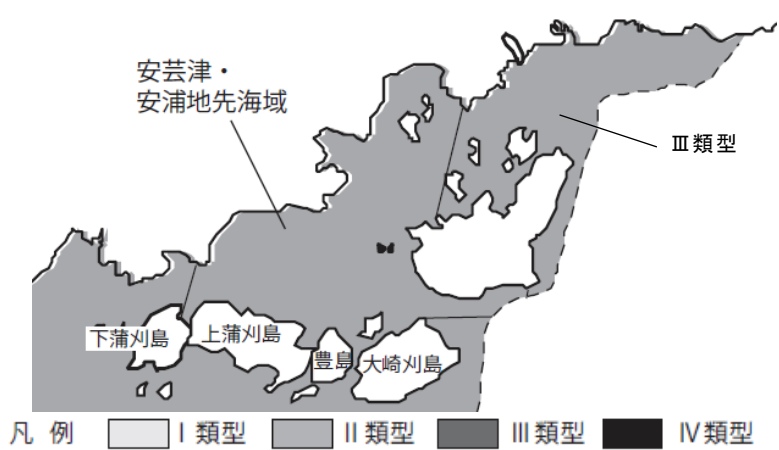 安芸津・
安浦地先海域
Ⅲ類型
下蒲刈島
上蒲刈島
豊島
大崎刈島
凡 例 Ⅰ類型 Ⅱ類型 Ⅲ類型 Ⅳ類型